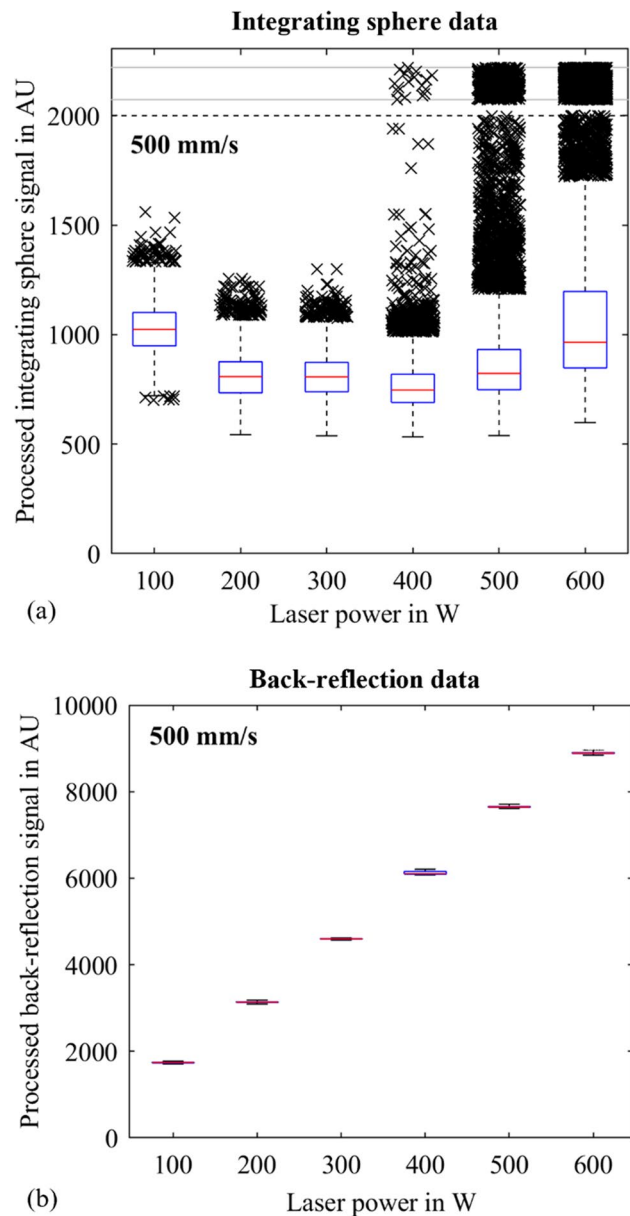 Integrating sphere data
Processed integrating sphere signal in AU
2000
1500
1000
500
0
500 mm/s
100 200 300 400 500 600
Laser power in W
(a)
Back-reflection data
Processed back-reflection signal in AU
10000
8000
6000
4000
2000
0
500 mm/s
100 200 300 400 500 600
Laser power in W
(b)